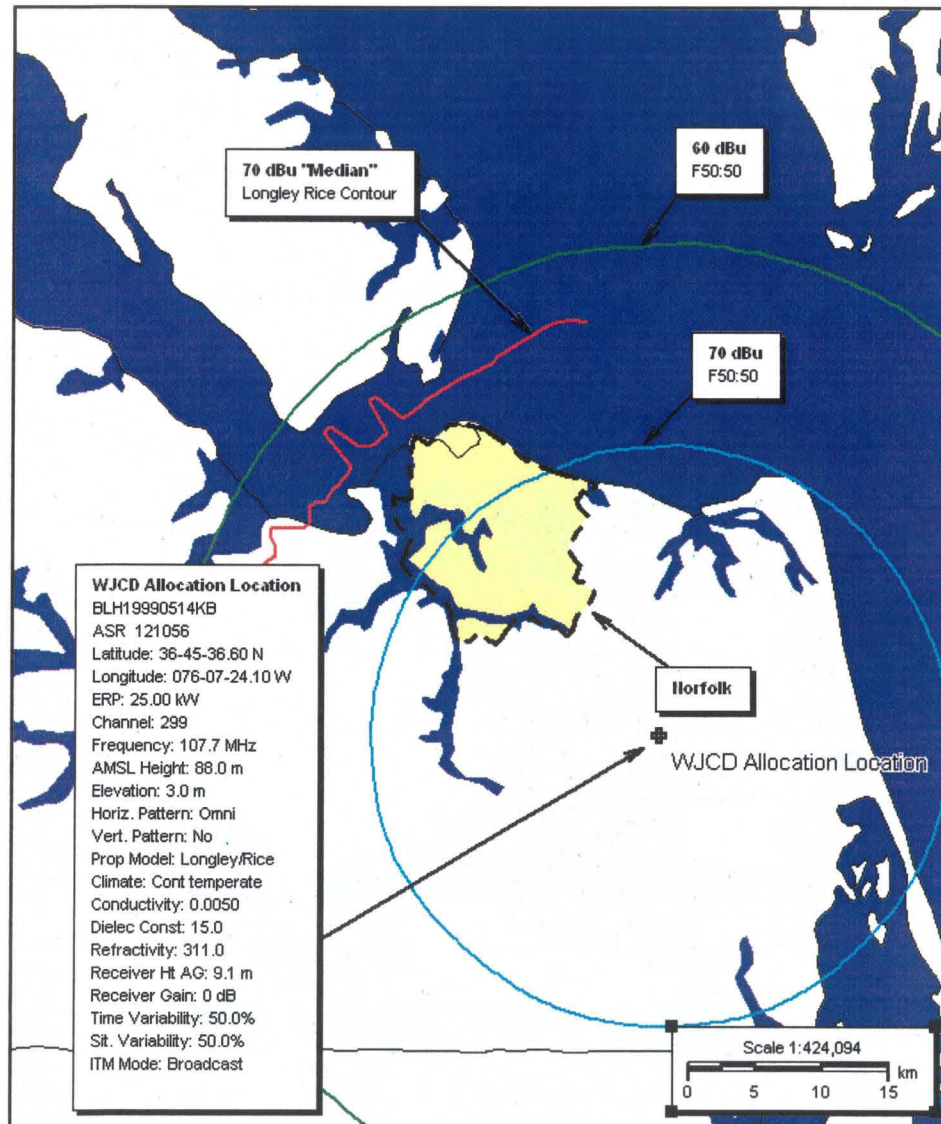 60 dBu
F50:50
70 dBu "Median"
Longley Rice Contour
70 dBu
F50:50
WJCD Allocation Location
BLH19990514KB
ASR 121056
Latitude: 36-45-36.60 N
Longitude: 076-07-24.10 W
ERP: 25.00 kW
Channel: 299
Frequency: 107.7 MHz
AMSL Height: 88.0 m
Elevation: 3.0 m
Horiz. Pattern: Omni
Vert. Pattern: No
Prop Model: Longley/Rice
Climate: Cont temperate
Conductivity: 0.0050
Dielec Const: 15.0
Refractivity: 311.0
Receiver Ht AG: 9.1 m
Receiver Gain: 0 dB
Time Variability: 50.0%
Sit. Variability: 50.0%
ITM Mode: Broadcast
Norfolk
WJCD Allocation Location
Scale 1:424,094
km
0 5 10 15